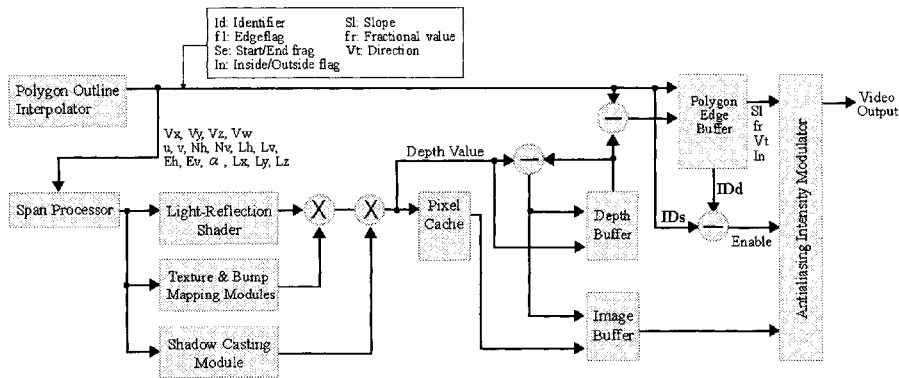 Id: Identifier Sl: Slope
fl: Edgeflag fr: Fractional value
Se: Start/End frag Vt: Direction
In: Inside/Outside flag
Polygon Outline
Interpolator
Vx, Vy, Vz, Vw
u, v, Nh, Nv, Lh, Lv,
Eh, Ev, α, Lx, Ly, Lz
Span Processor
Light-Reflection
Shader
Texture & Bump
Mapping Modules
Shadow Casting
Module
X
X
Depth Value
Pixel
Cache
Depth
Buffer
Image
Buffer
Polygon
Edge
Buffer
Sl
fr
Vt
In
IDd
IDs
Enable
Antialiasing Intensity Modulator
Video
Output